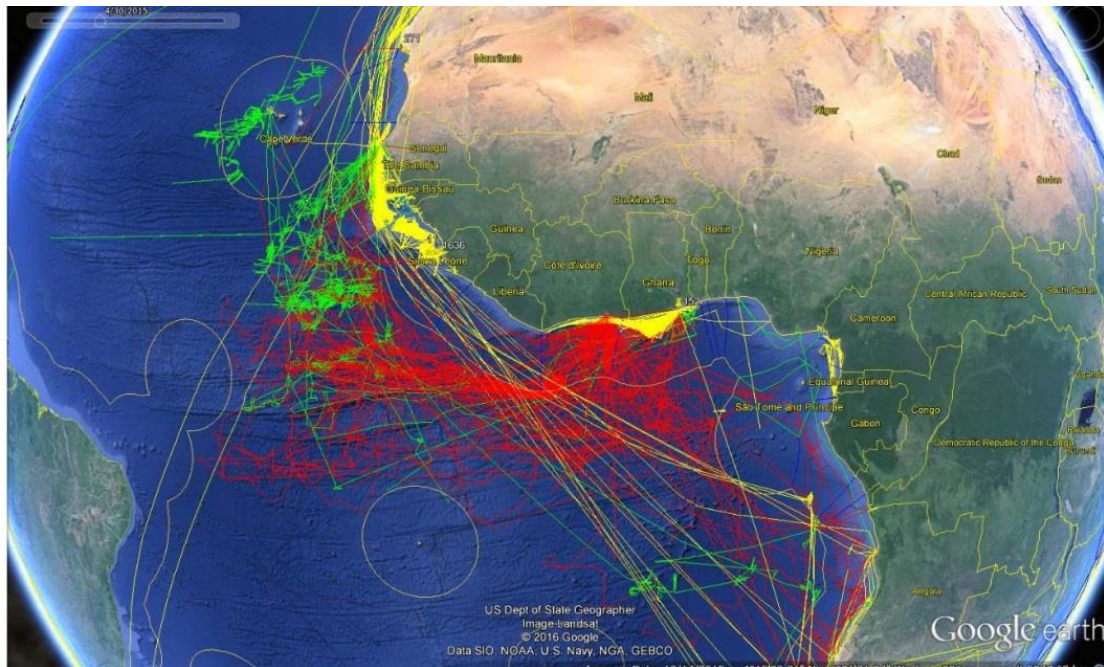 4/30/2015
271
Mauritania
Mali
Niger
Chad
Sudan
Cape Verde
Senegal
The Gambia
Guinea-Bissau
Burkina Faso
Benin
Guinea
Nigeria
1636
Sierra Leone
Côte d'Ivoire
Togo
Ghana
Liberia
Central African Republic
South Sudan
Cameroon
Equatorial Guinea
São Tomé and Príncipe
Gabon
Congo
Democratic Republic of the Congo
Angola
US Dept of State Geographer
Image Landsat
© 2016 Google
Data SIO, NOAA, U.S. Navy, NGA, GEBCO
Google earth